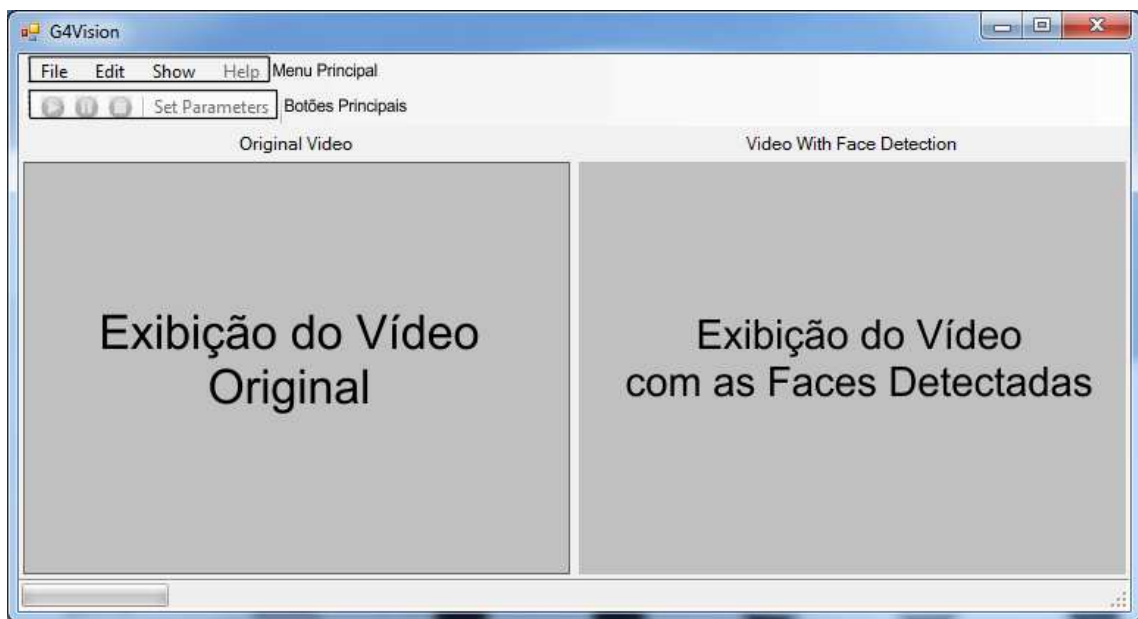 G4Vision
File Edit Show Help Menu Principal
Set Parameters Botões Principais
Original Video
Video With Face Detection
Exibição do Vídeo
Original
Exibição do Vídeo
com as Faces Detectadas